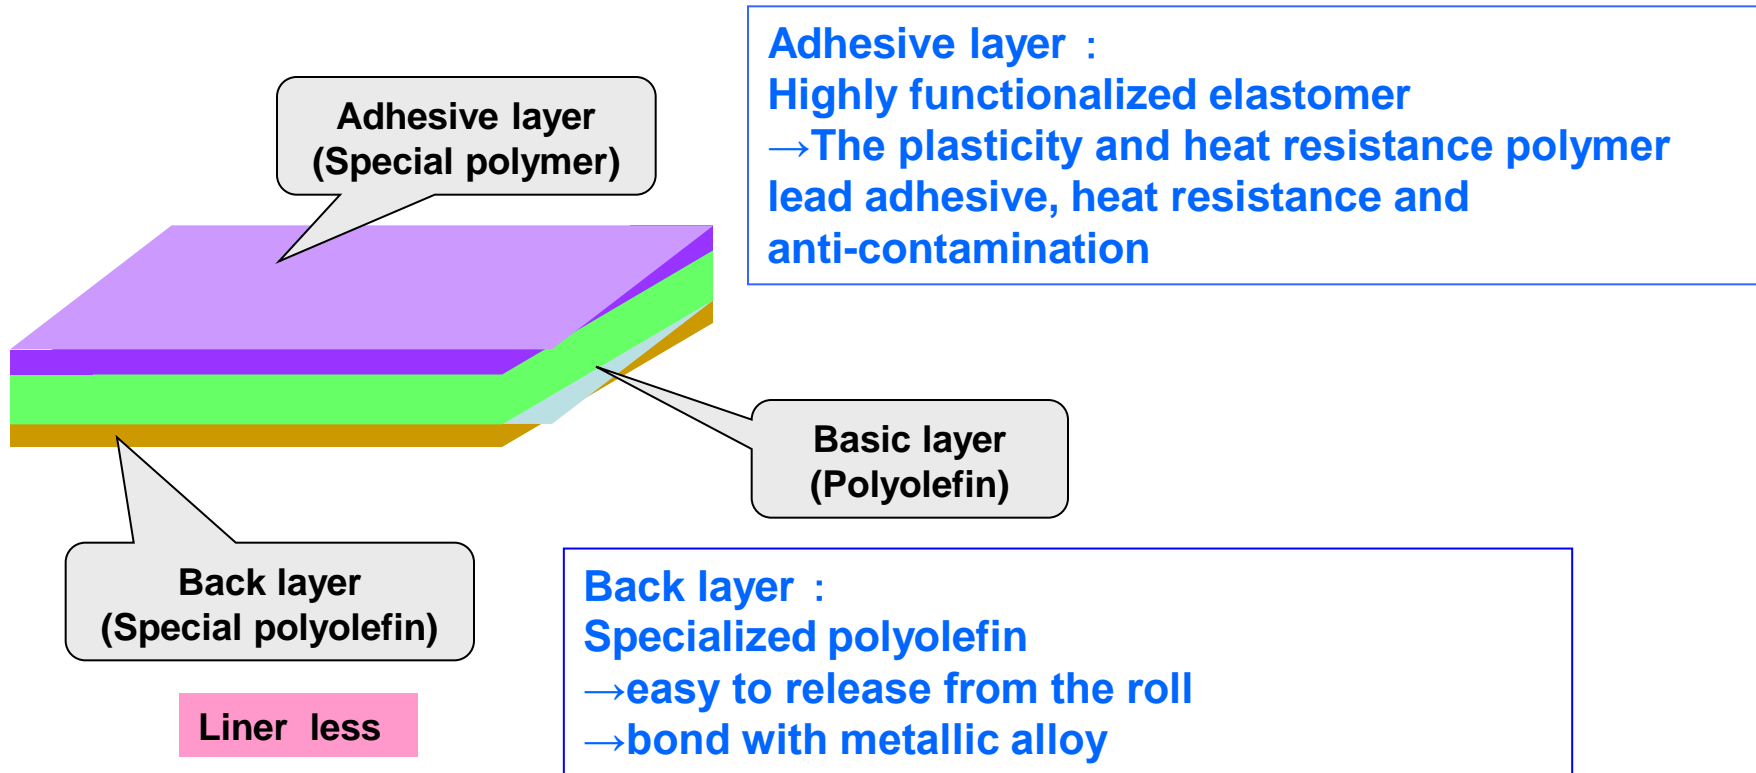 Adhesive layer：
Highly functionalized elastomer
→The plasticity and heat resistance polymer
lead adhesive, heat resistance and
anti-contamination
Adhesive layer
(Special polymer)
Basic layer
(Polyolefin)
Back layer
(Special polyolefin)
Back layer：
Specialized polyolefin
→easy to release from the roll
→bond with metallic alloy
Liner less